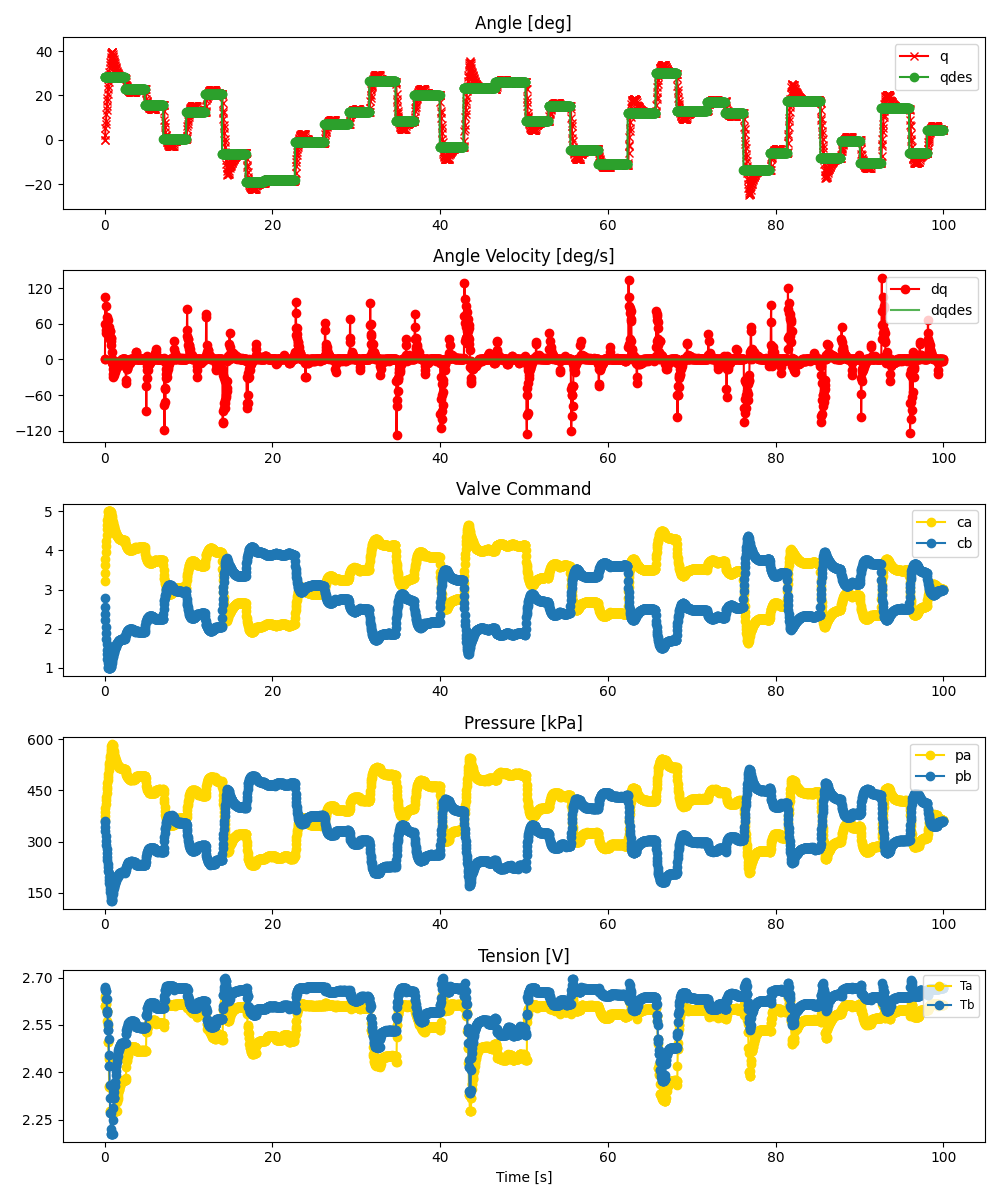 Angle [deg]
40
20
0
−20
q
qdes
0 20 40 60 80 100
Angle Velocity [deg/s]
120
60
0
−60
−120
dq
dqdes
0 20 40 60 80 100
Valve Command
5
4
3
2
1
ca
cb
0 20 40 60 80 100
Pressure [kPa]
600
450
300
150
pa
pb
0 20 40 60 80 100
Tension [V]
2.70
2.55
2.40
2.25
Ta
Tb
0 20 40 60 80 100
Time [s]